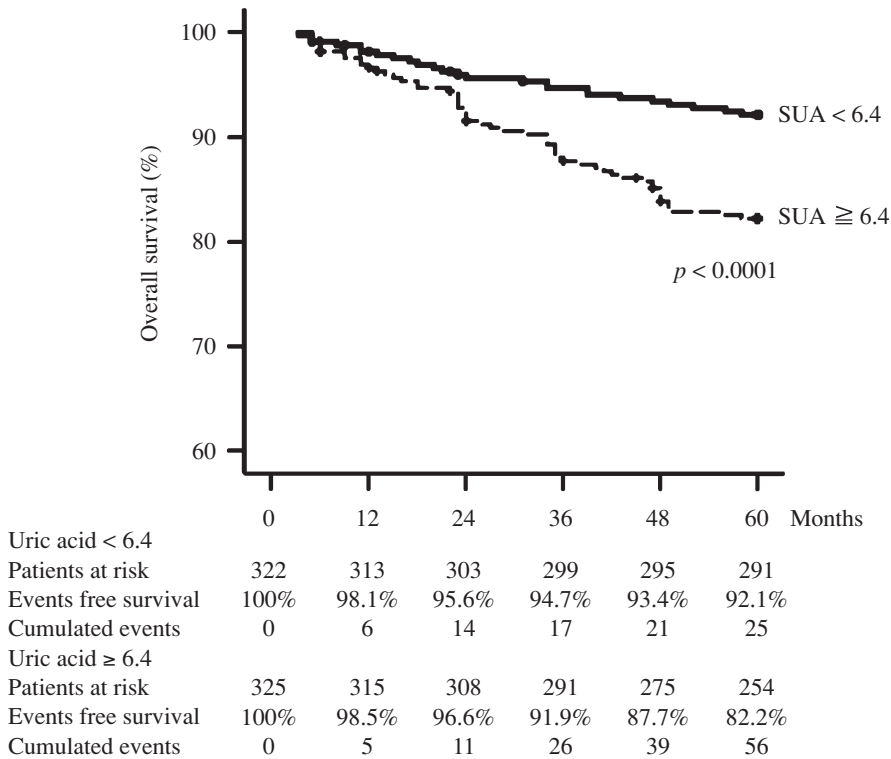 100
90
80
70
60
Overall survival (%)
SUA < 6.4
SUA ≧ 6.4
p < 0.0001
0 12 24 36 48 60 Months
Uric acid < 6.4
Patients at risk 322 313 303 299 295 291
Events free survival 100% 98.1% 95.6% 94.7% 93.4% 92.1%
Cumulated events 0 6 14 17 21 25
Uric acid ≥ 6.4
Patients at risk 325 315 308 291 275 254
Events free survival 100% 98.5% 96.6% 91.9% 87.7% 82.2%
Cumulated events 0 5 11 26 39 56